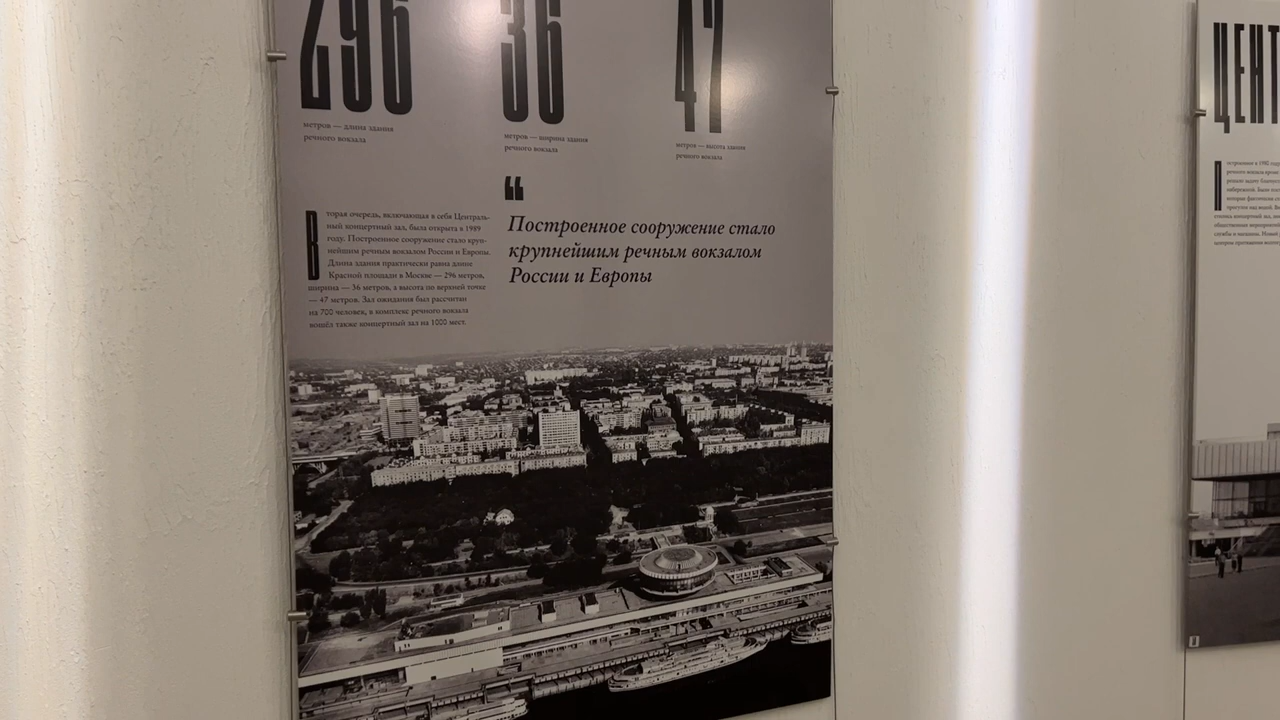 296
метров — длина здания
речного вокзала
36
метров — ширина здания
речного вокзала
47
метров — высота здания
речного вокзала
Вторая очередь, включающая в себя Централь-
ный концертный зал, была открыта в 1989
году. Построенное сооружение стало круп-
нейшим речным вокзалом России и Европы.
Длина здания практически равна длине
Красной площади в Москве — 296 метров,
ширина — 36 метров, а высота по верхней точке
— 47 метров. Зал ожидания был рассчитан
на 700 человек, в комплекс речного вокзала
вошёл также концертный зал на 1000 мест.
“
Построенное сооружение стало
крупнейшим речным вокзалом
России и Европы
ЦЕНТ